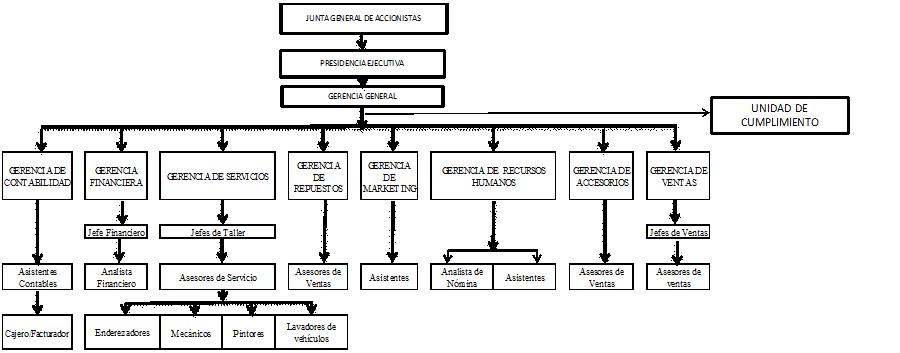 JUNTA GENERAL DE ACCIONISTAS
PRESIDENCIA EJECUTIVA
GERENCIA GENERAL
UNIDAD DE
CUMPLIMIENTO
GERENCIA DE
CONTABILIDAD
GERENCIA
FINANCIERA
GERENCIA DE SERVICIOS
GERENCIA
DE
REPUESTOS
GERENCIA
DE
MARKETING
GERENCIA DE RECURSOS
HUMANOS
GERENCIA DE
ACCESORIOS
GERENCIA DE
VENTAS
Jefe Financiero
Jefes de Taller
Jefes de Ventas
Asistentes
Contables
Analista
Financiero
Asesores de Servicio
Asesores de
Ventas
Asistentes
Analista de
Nómina
Asistentes
Asesores de
Ventas
Asesores de
ventas
Cajero/Facturador
Enderezadores
Mecánicos
Pintores
Lavadores de
vehículos